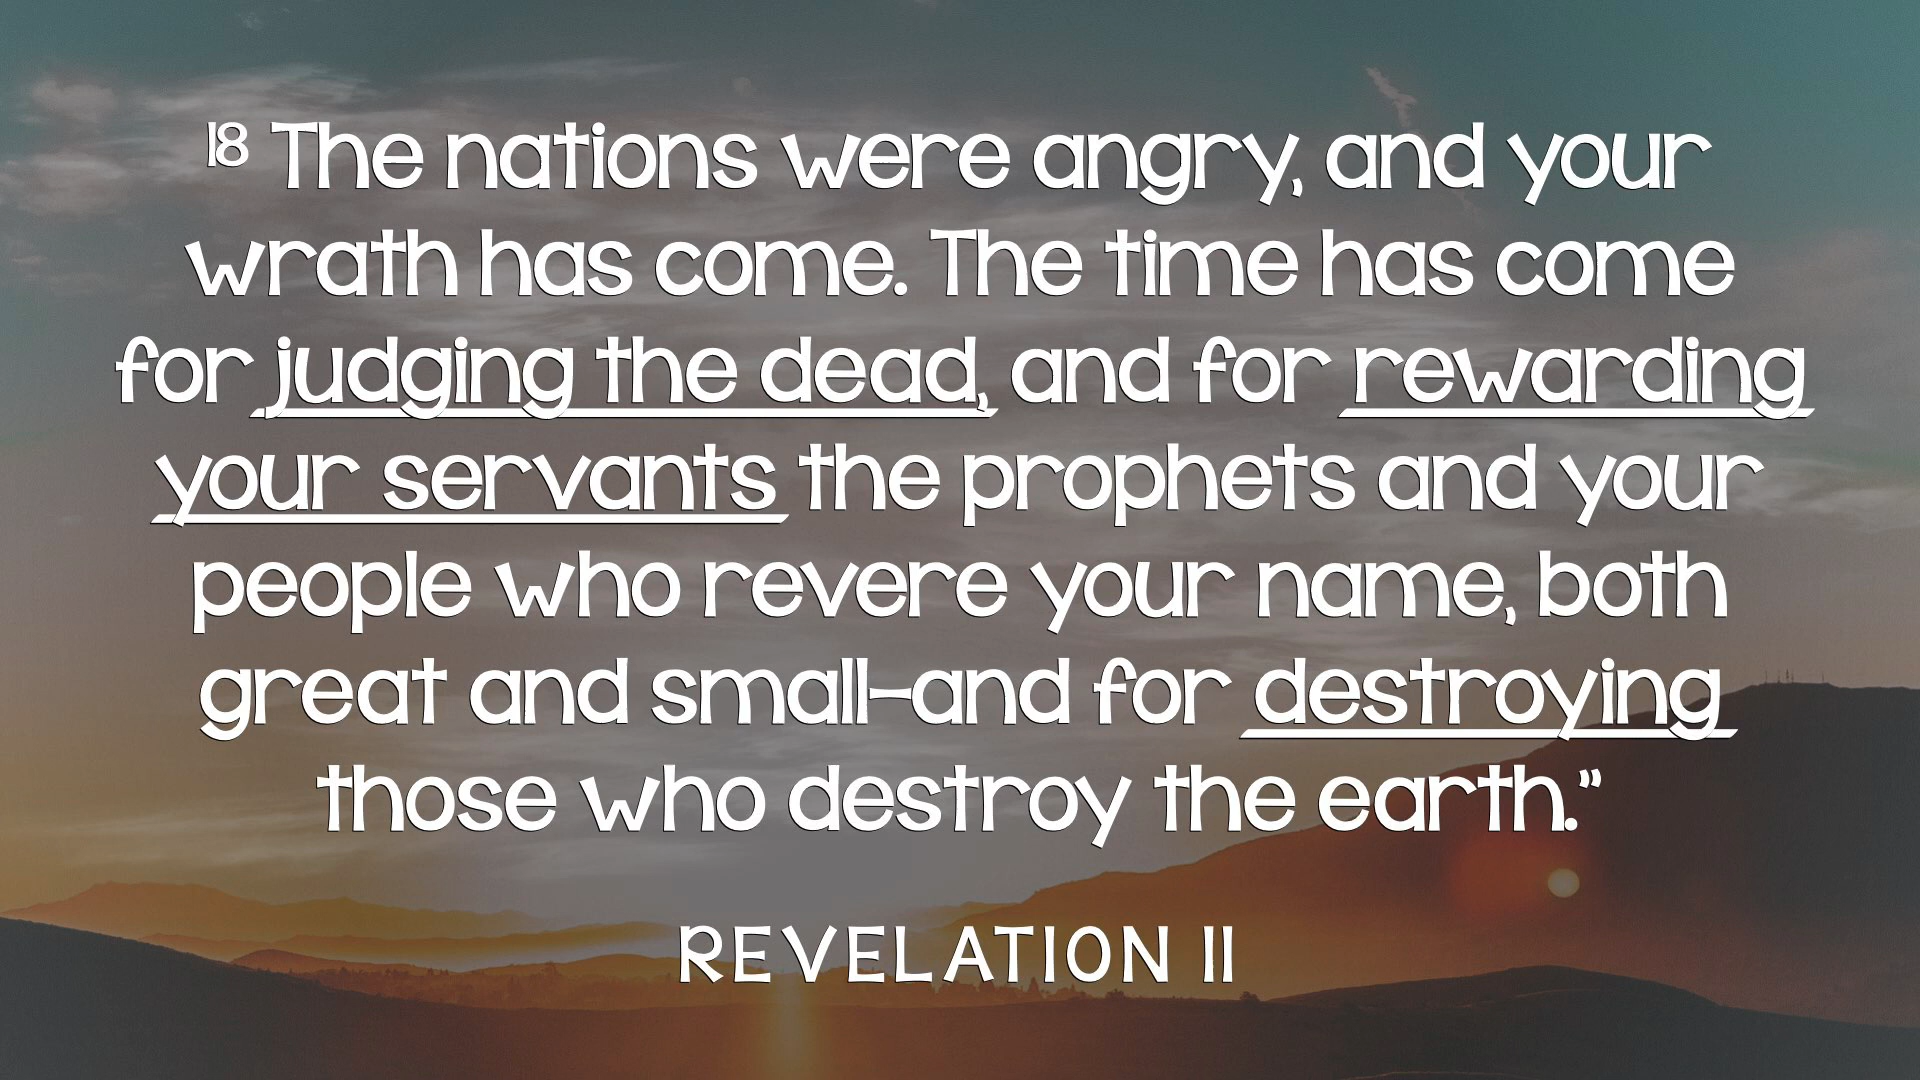 18 The nations were angry, and your
wrath has come. The time has come
for judging the dead, and for rewarding
your servants the prophets and your
people who revere your name, both
great and small—and for destroying
those who destroy the earth.”
REVELATION 11